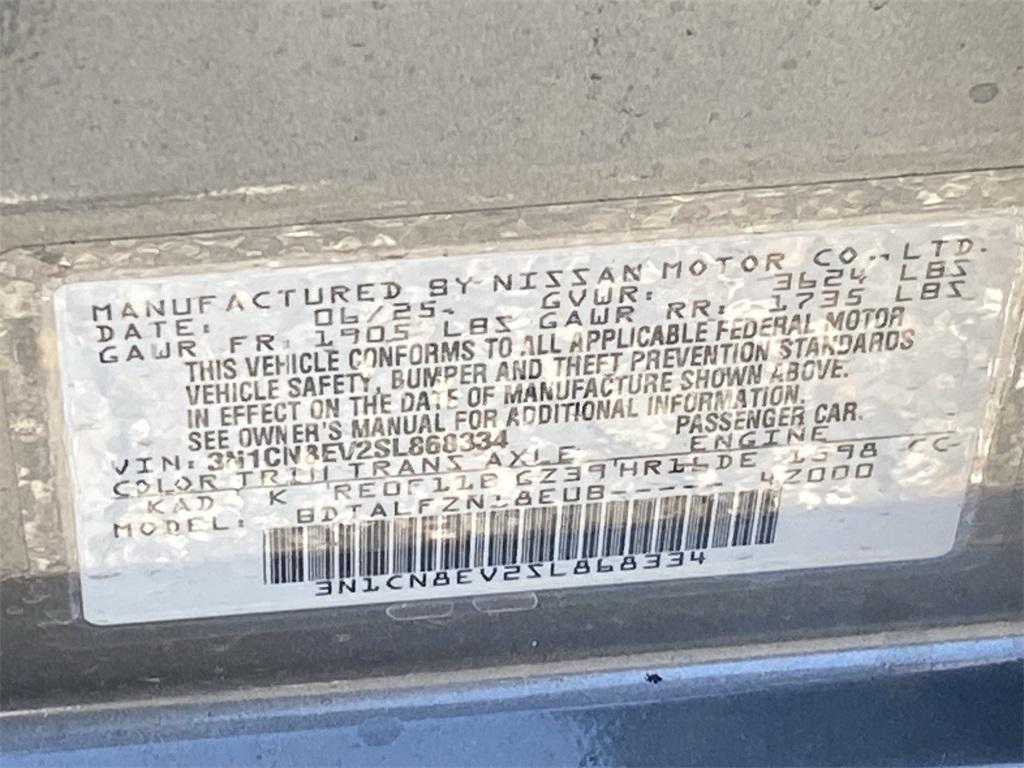 MANUFACTURED BY NISSAN MOTOR CO., LTD.
DATE: 06/25 GVWR: 3624 LBS
GAWR FR: 1905 LBS GAWR RR: 1735 LBS
THIS VEHICLE CONFORMS TO ALL APPLICABLE FEDERAL MOTOR
VEHICLE SAFETY, BUMPER AND THEFT PREVENTION STANDARDS
IN EFFECT ON THE DATE OF MANUFACTURE SHOWN ABOVE.
SEE OWNER'S MANUAL FOR ADDITIONAL INFORMATION.
VIN: 3N1CN8EV2SL868334 PASSENGER CAR.
COLOR TRIM TRANS AXLE ENGINE
KAD K RE0F11B GZ39 HR16DE 1598 CC
MODEL: BDTALFZN18EUB----- 42000
3N1CN8EV2SL868334